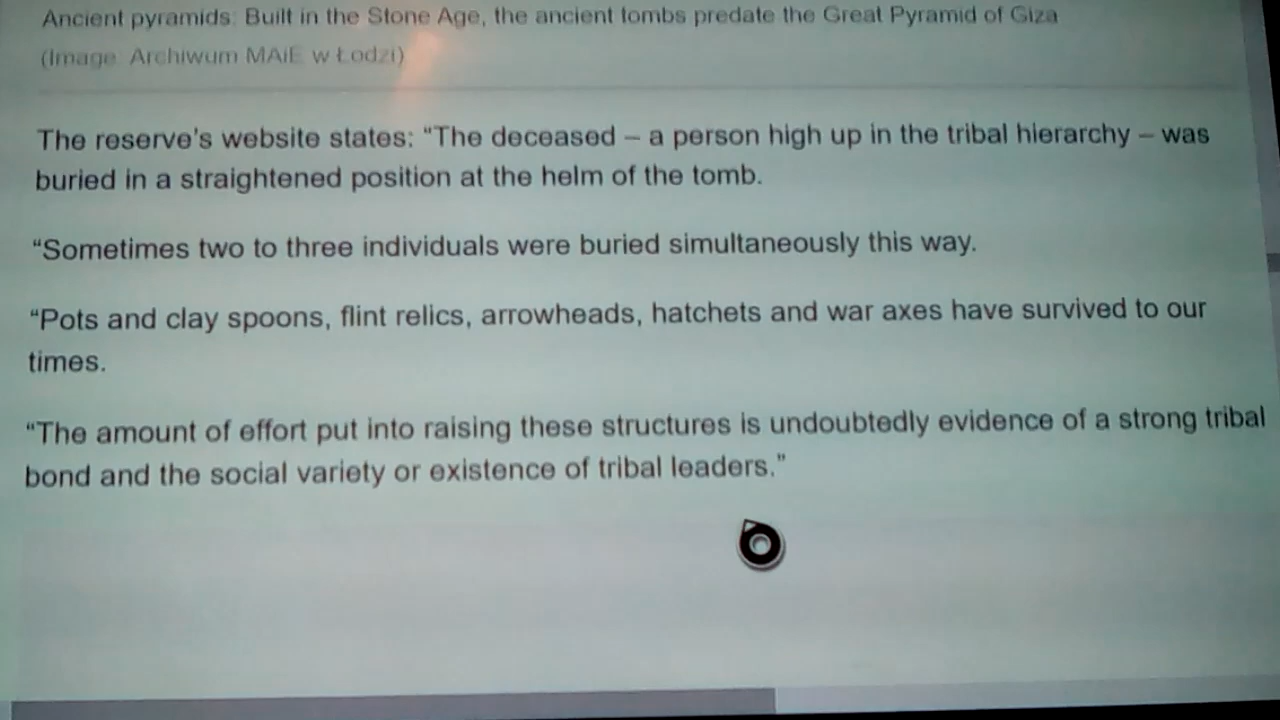 Ancient pyramids: Built in the Stone Age, the ancient tombs predate the Great Pyramid of Giza
(Image: Archiwum MAiE w Łodzi)
The reserve's website states: “The deceased – a person high up in the tribal hierarchy – was
buried in a straightened position at the helm of the tomb.
“Sometimes two to three individuals were buried simultaneously this way.
“Pots and clay spoons, flint relics, arrowheads, hatchets and war axes have survived to our
times.
“The amount of effort put into raising these structures is undoubtedly evidence of a strong tribal
bond and the social variety or existence of tribal leaders.”